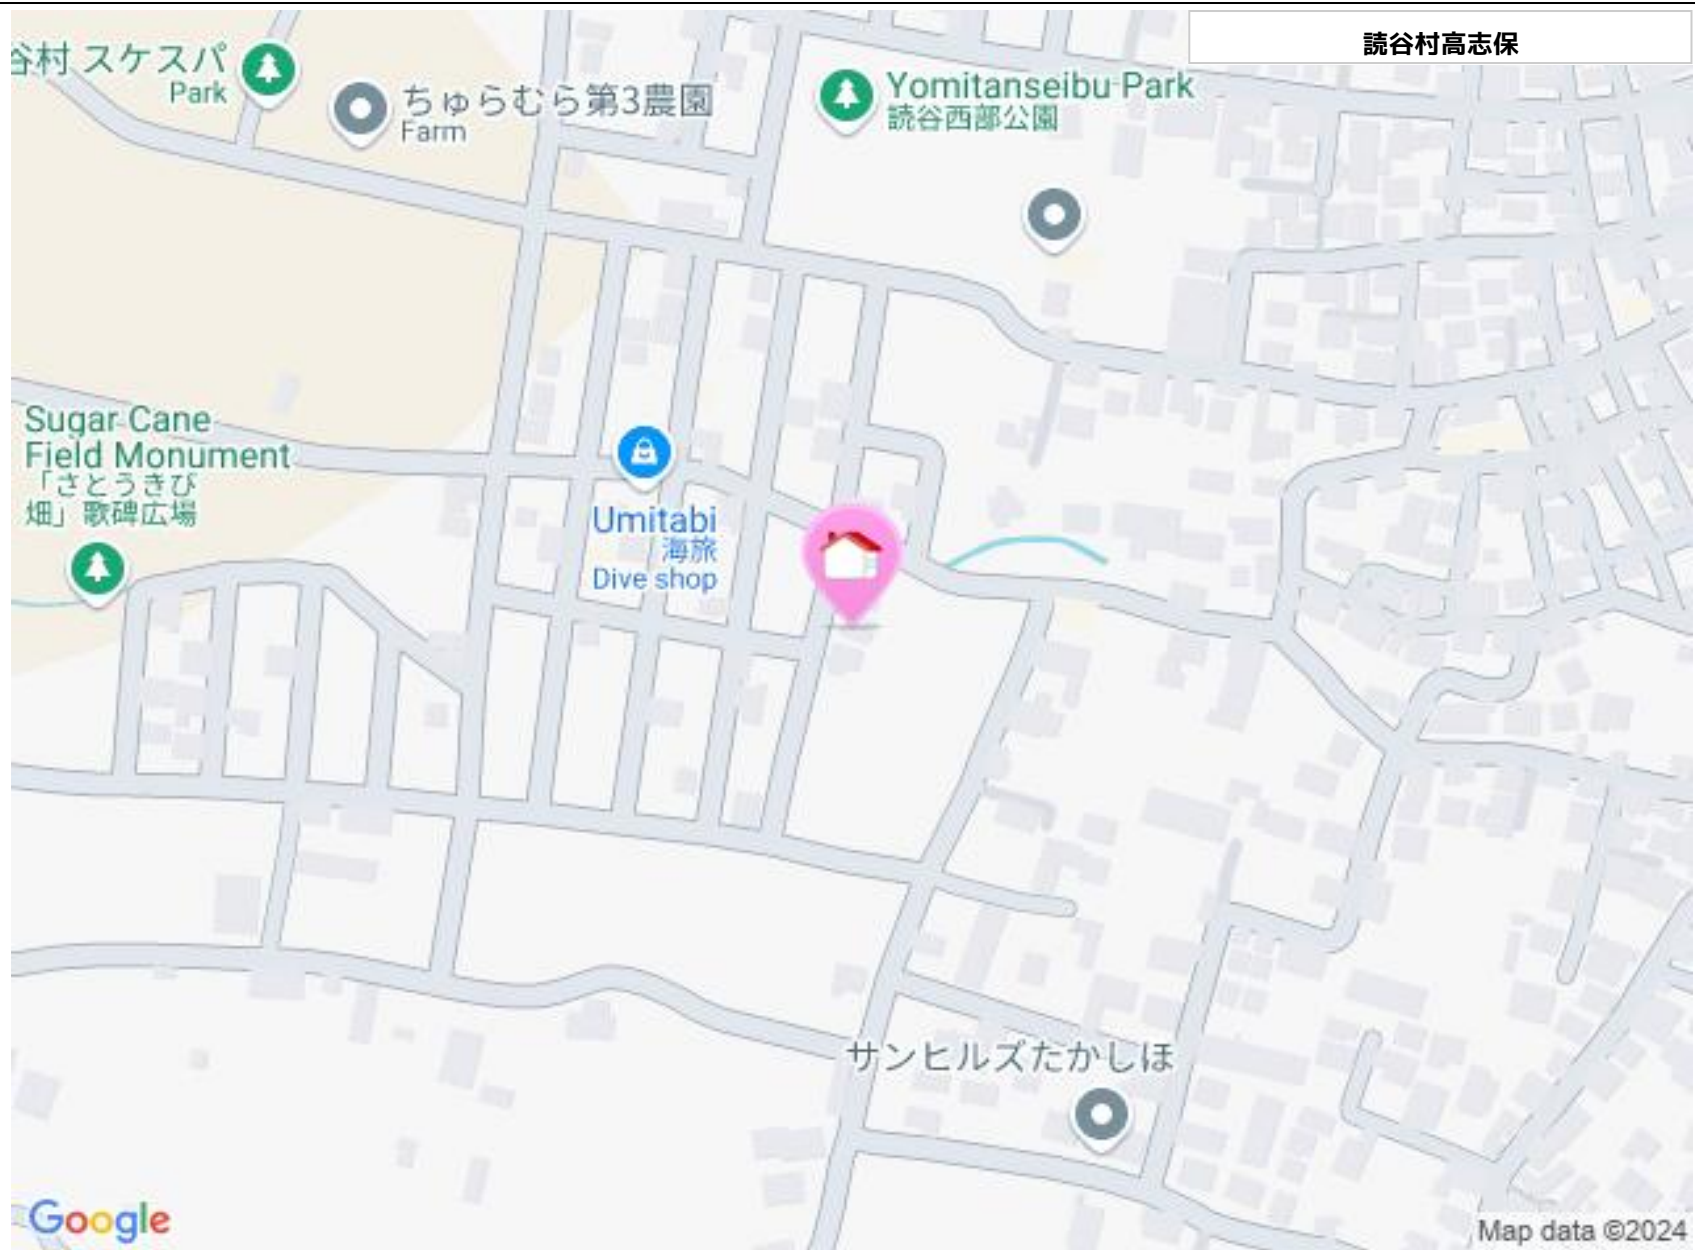 読谷村高志保
谷村 スケスパ
Park
ちゅらむら第3農園
Farm
Yomitanseibu Park
読谷西部公園
Sugar Cane
Field Monument
「さとうきび
畑」歌碑広場
Umitabi
海旅
Dive shop
サンヒルズたかしほ
Google
Map data ©2024